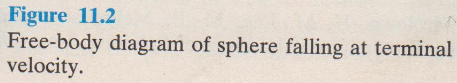 Figure 11.2
Free-body diagram of sphere falling at terminal
velocity.